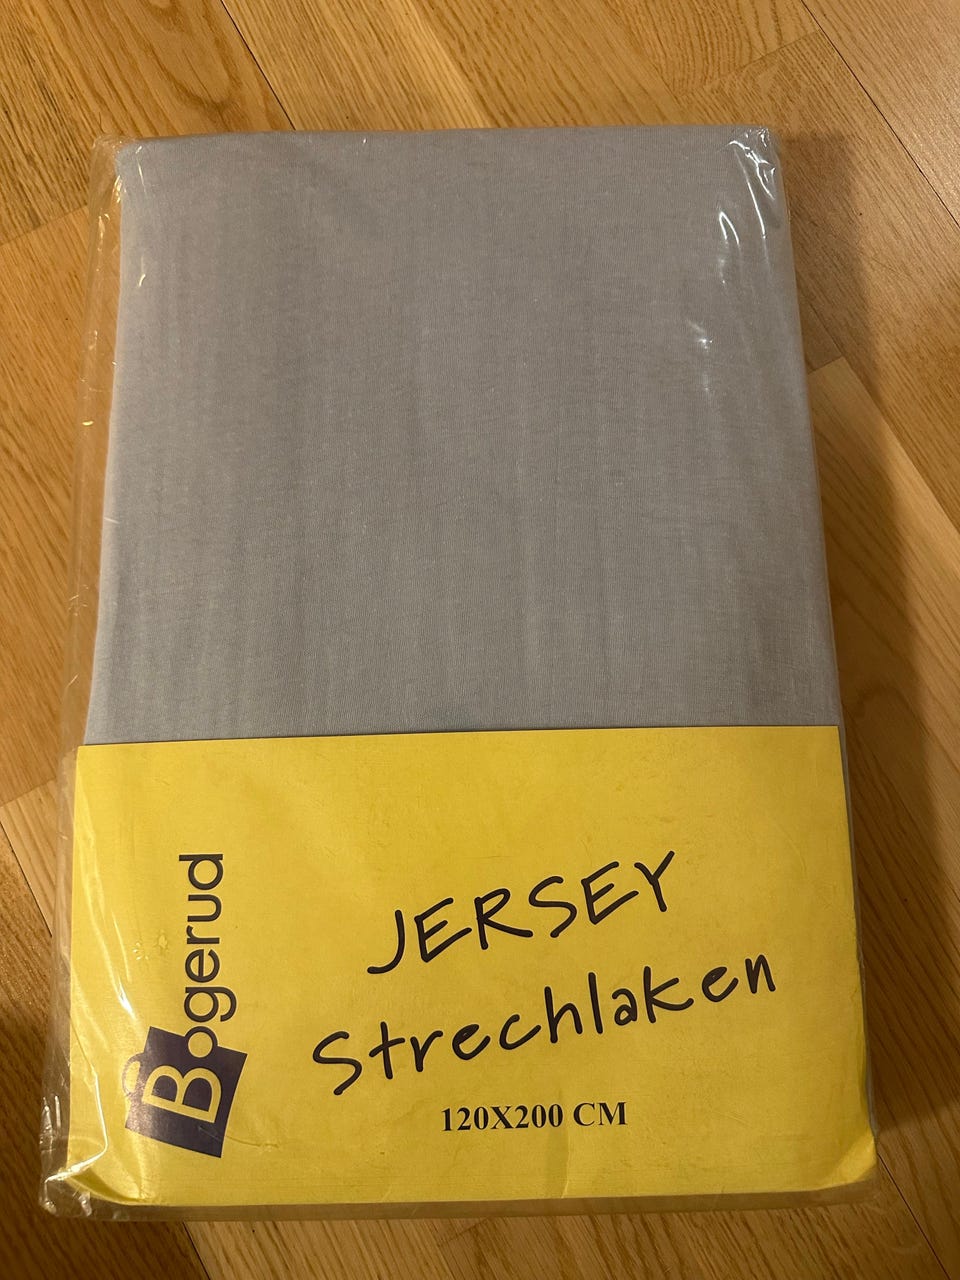 Bogerud
JERSEY
Strechlaken
120X200 CM